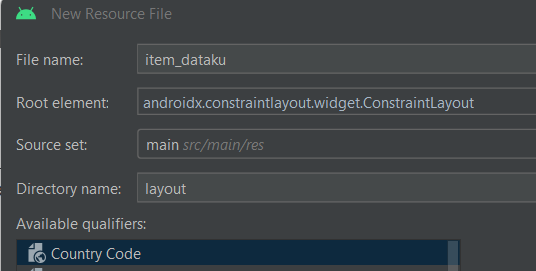 New Resource File
File name: item_dataku
Root element: androidx.constraintlayout.widget.ConstraintLayout
Source set: main src/main/res
Directory name: layout
Available qualifiers:
Country Code